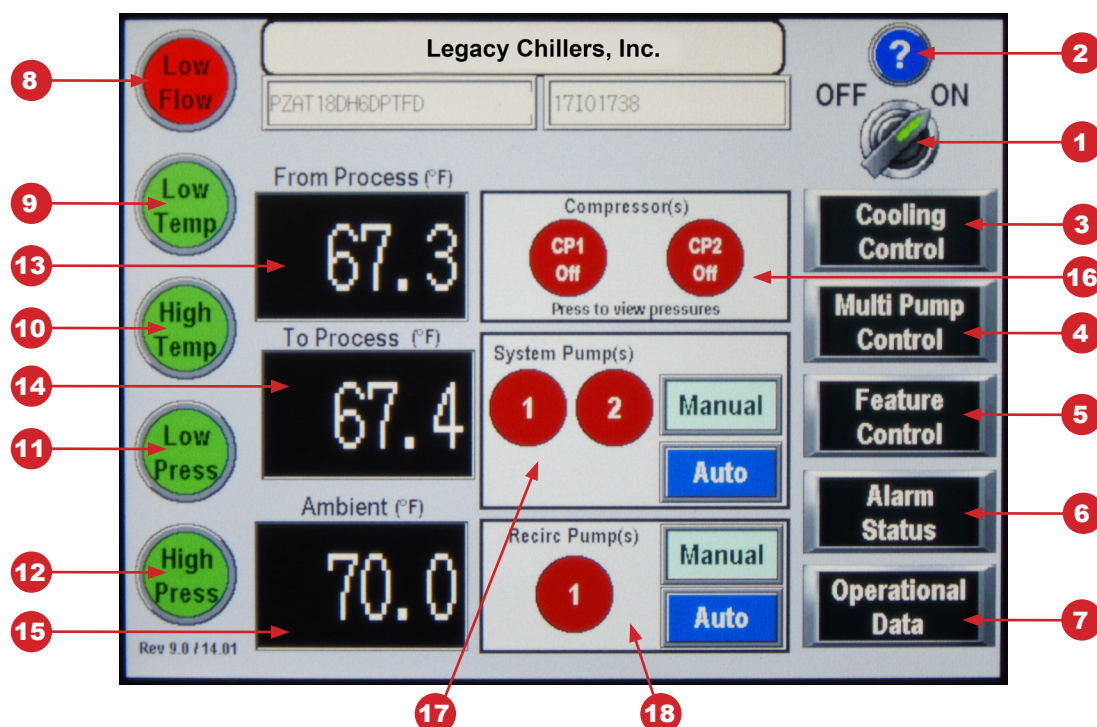 Legacy Chillers, Inc.
PZAT18DH6DPTFD
17I01738
?
OFF
ON
Low
Flow
Low
Temp
High
Temp
Low
Press
High
Press
Rev 9.0 / 14.01
From Process (°F)
67.3
To Process (°F)
67.4
Ambient (°F)
70.0
Compressor(s)
CP1
Off
CP2
Off
Press to view pressures
System Pump(s)
1
2
Manual
Auto
Recirc Pump(s)
1
Manual
Auto
Cooling
Control
Multi Pump
Control
Feature
Control
Alarm
Status
Operational
Data
8
9
13
10
14
11
12
15
17
18
2
1
3
16
4
5
6
7